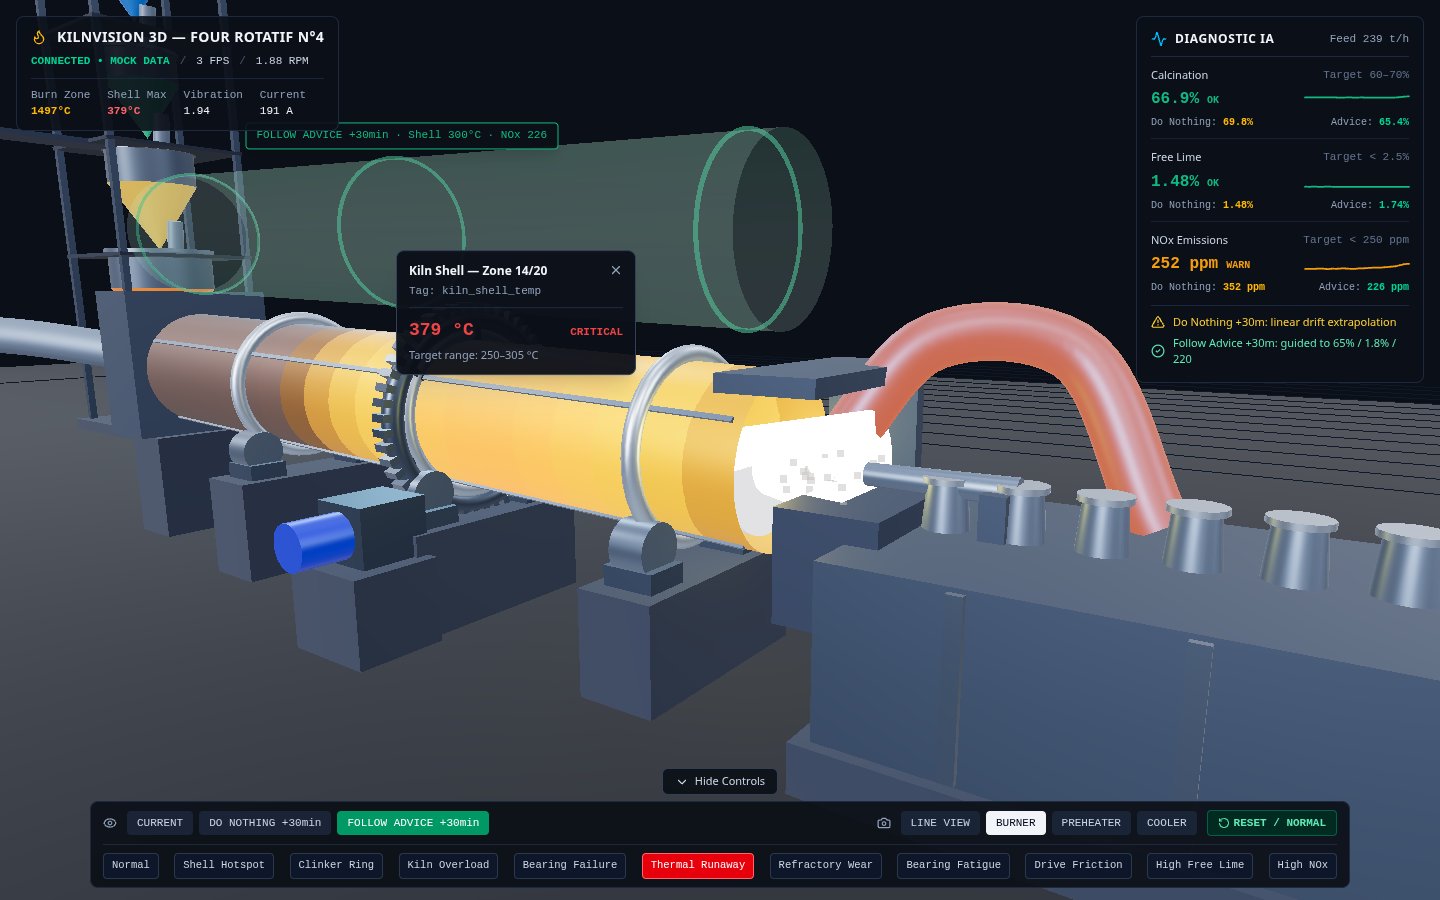 KILNVISION 3D — FOUR ROTATIF N°4
CONNECTED • MOCK DATA / 3 FPS / 1.88 RPM
Burn Zone Shell Max Vibration Current
1497°C 379°C 1.94 191 A
FOLLOW ADVICE +30min · Shell 300°C · NOx 226
DIAGNOSTIC IA Feed 239 t/h
Calcination Target 60–70%
66.9% OK
Do Nothing: 69.8% Advice: 65.4%
Free Lime Target < 2.5%
1.48% OK
Do Nothing: 1.48% Advice: 1.74%
NOx Emissions Target < 250 ppm
252 ppm WARN
Do Nothing: 352 ppm Advice: 226 ppm
Do Nothing +30m: linear drift extrapolation
Follow Advice +30m: guided to 65% / 1.8% /
220
Kiln Shell — Zone 14/20
Tag: kiln_shell_temp
379 °C CRITICAL
Target range: 250–305 °C
Hide Controls
CURRENT DO NOTHING +30min FOLLOW ADVICE +30min LINE VIEW BURNER PREHEATER COOLER RESET / NORMAL
Normal Shell Hotspot Clinker Ring Kiln Overload Bearing Failure Thermal Runaway Refractory Wear Bearing Fatigue Drive Friction High Free Lime High NOx